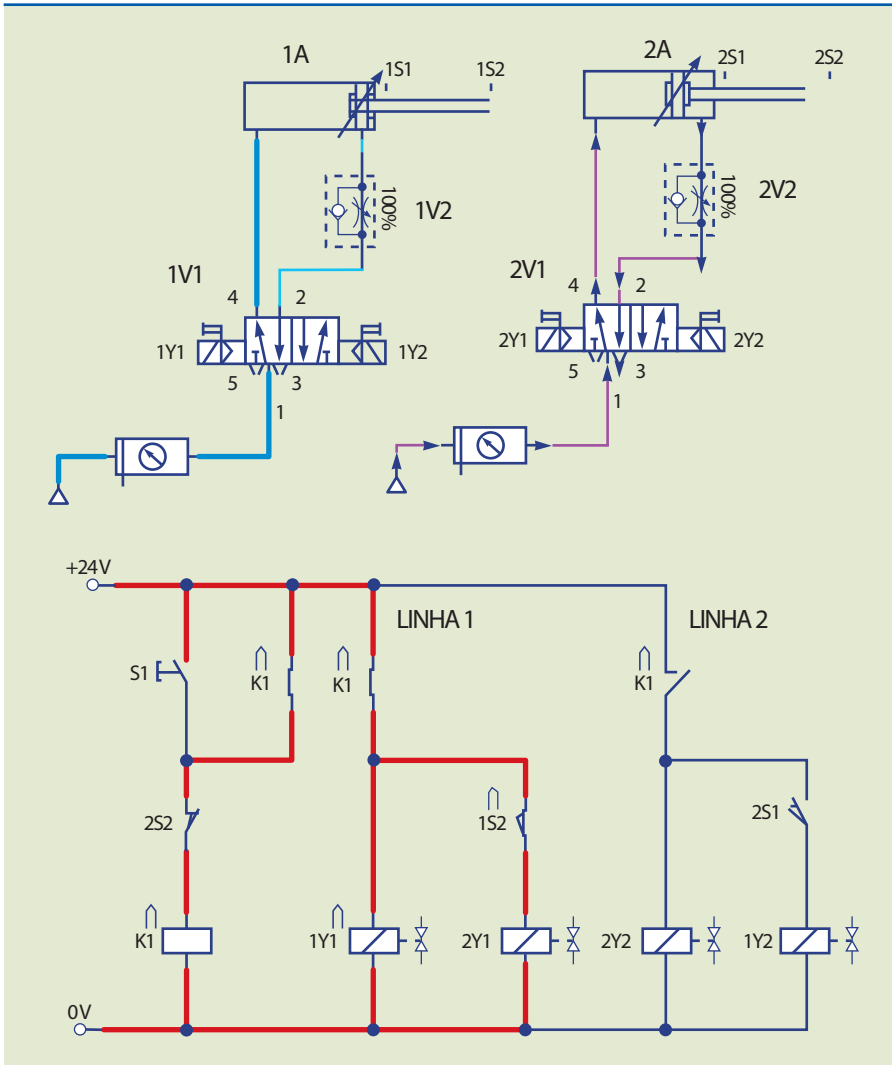 1A
1S1 1S2
2A
2S1 2S2
100%
1V2
100%
2V2
1V1
4 2
2V1
4 2
1Y1 1Y2
2Y1 2Y2
5 3
1
5 3
1
+24V
LINHA 1 LINHA 2
S1 K1 K1 K1
2S2 1S2 2S1
K1 1Y1 2Y1 2Y2 1Y2
0V